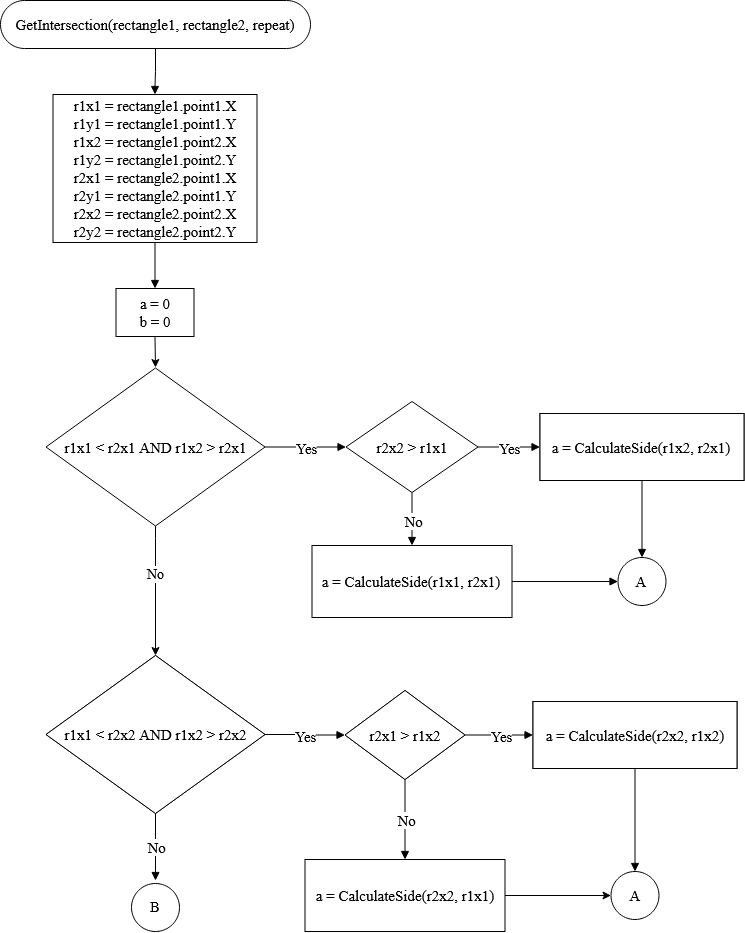 GetIntersection(rectangle1, rectangle2, repeat)
r1x1 = rectangle1.point1.X
r1y1 = rectangle1.point1.Y
r1x2 = rectangle1.point2.X
r1y2 = rectangle1.point2.Y
r2x1 = rectangle2.point1.X
r2y1 = rectangle2.point1.Y
r2x2 = rectangle2.point2.X
r2y2 = rectangle2.point2.Y
a = 0
b = 0
r1x1 < r2x1 AND r1x2 > r2x1
Yes
r2x2 > r1x1
Yes
a = CalculateSide(r1x2, r2x1)
No
a = CalculateSide(r1x1, r2x1)
A
No
r1x1 < r2x2 AND r1x2 > r2x2
Yes
r2x1 > r1x2
Yes
a = CalculateSide(r2x2, r1x2)
No
a = CalculateSide(r2x2, r1x1)
A
No
B